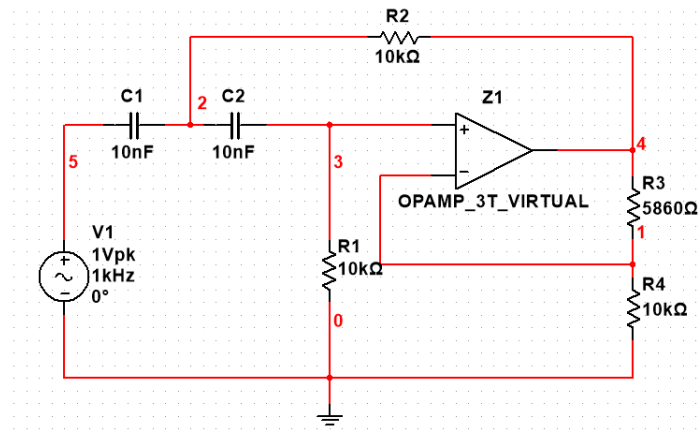 R2
10kΩ
C1
2
C2
Z1
10nF
10nF
5
3
4
OPAMP_3T_VIRTUAL
R3
5860Ω
1
V1
1Vpk
1kHz
0°
R1
10kΩ
R4
10kΩ
0